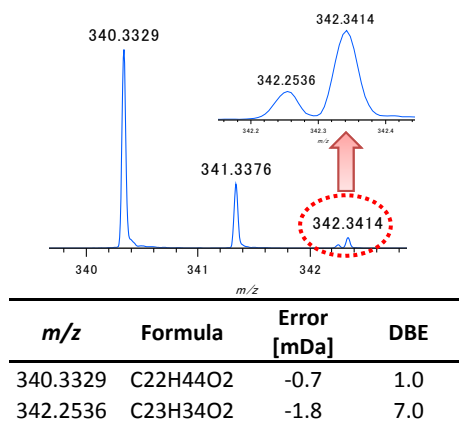 340.3329
342.3414
342.2536
342.2
342.3
342.4
m/z
341.3376
342.3414
340
341
342
m/z
m/z Formula Error [mDa] DBE
340.3329 C22H44O2 -0.7 1.0
342.2536 C23H34O2 -1.8 7.0